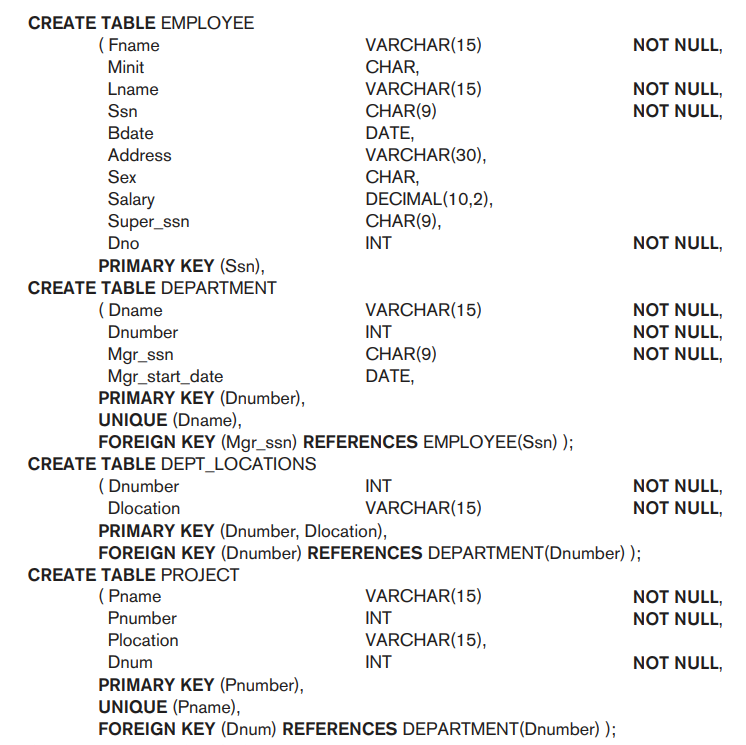 CREATE TABLE EMPLOYEE
( Fname VARCHAR(15) NOT NULL,
Minit CHAR,
Lname VARCHAR(15) NOT NULL,
Ssn CHAR(9) NOT NULL,
Bdate DATE,
Address VARCHAR(30),
Sex CHAR,
Salary DECIMAL(10,2),
Super_ssn CHAR(9),
Dno INT NOT NULL,
PRIMARY KEY (Ssn),
CREATE TABLE DEPARTMENT
( Dname VARCHAR(15) NOT NULL,
Dnumber INT NOT NULL,
Mgr_ssn CHAR(9) NOT NULL,
Mgr_start_date DATE,
PRIMARY KEY (Dnumber),
UNIQUE (Dname),
FOREIGN KEY (Mgr_ssn) REFERENCES EMPLOYEE(Ssn) );
CREATE TABLE DEPT_LOCATIONS
( Dnumber INT NOT NULL,
Dlocation VARCHAR(15) NOT NULL,
PRIMARY KEY (Dnumber, Dlocation),
FOREIGN KEY (Dnumber) REFERENCES DEPARTMENT(Dnumber) );
CREATE TABLE PROJECT
( Pname VARCHAR(15) NOT NULL,
Pnumber INT NOT NULL,
Plocation VARCHAR(15),
Dnum INT NOT NULL,
PRIMARY KEY (Pnumber),
UNIQUE (Pname),
FOREIGN KEY (Dnum) REFERENCES DEPARTMENT(Dnumber) );